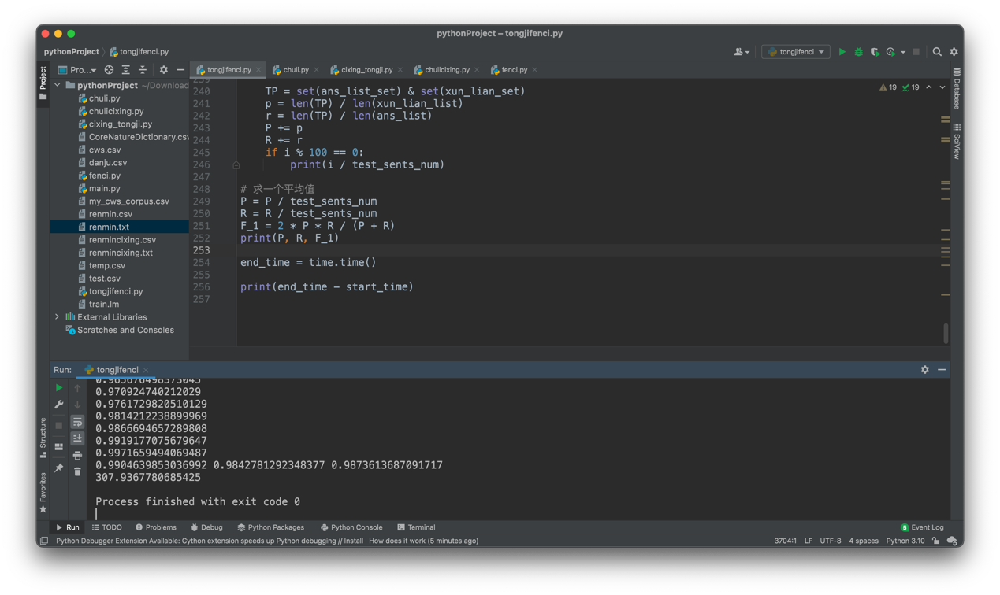 pythonProject – tongjifenci.py
pythonProject
tongjifenci.py
tongjifenci
Project
Pro...
tongjifenci.py
chuli.py
cixing_tongji.py
chulicixing.py
fenci.py
pythonProject ~/Download
chuli.py
chulicixing.py
cixing_tongji.py
CoreNatureDictionary.csv
cws.csv
danju.csv
fenci.py
main.py
my_cws_corpus.csv
renmin.csv
renmin.txt
renmincixing.csv
renmincixing.txt
temp.csv
test.csv
tongjifenci.py
train.lm
External Libraries
Scratches and Consoles
19 19
Database
SciView
239
240 TP = set(ans_list_set) & set(xun_lian_set)
241 p = len(TP) / len(xun_lian_list)
242 r = len(TP) / len(ans_list)
243 P += p
244 R += r
245 if i % 100 == 0:
246 print(i / test_sents_num)
247
248 # 求一个平均值
249 P = P / test_sents_num
250 R = R / test_sents_num
251 F_1 = 2 * P * R / (P + R)
252 print(P, R, F_1)
253
254 end_time = time.time()
255
256 print(end_time - start_time)
257
Run: tongjifenci
0.965676498373045
0.970924740212029
0.9761729820510129
0.9814212238899969
0.9866694657289808
0.9919177075679647
0.9971659494069487
0.9904639853036992 0.9842781292348377 0.9873613687091717
307.9367780685425
Process finished with exit code 0
Structure
Favorites
Run
TODO
Problems
Debug
Python Packages
Python Console
Terminal
5 Event Log
Python Debugger Extension Available: Cython extension speeds up Python debugging // Install How does it work (5 minutes ago)
3704:1 LF UTF-8 4 spaces Python 3.10